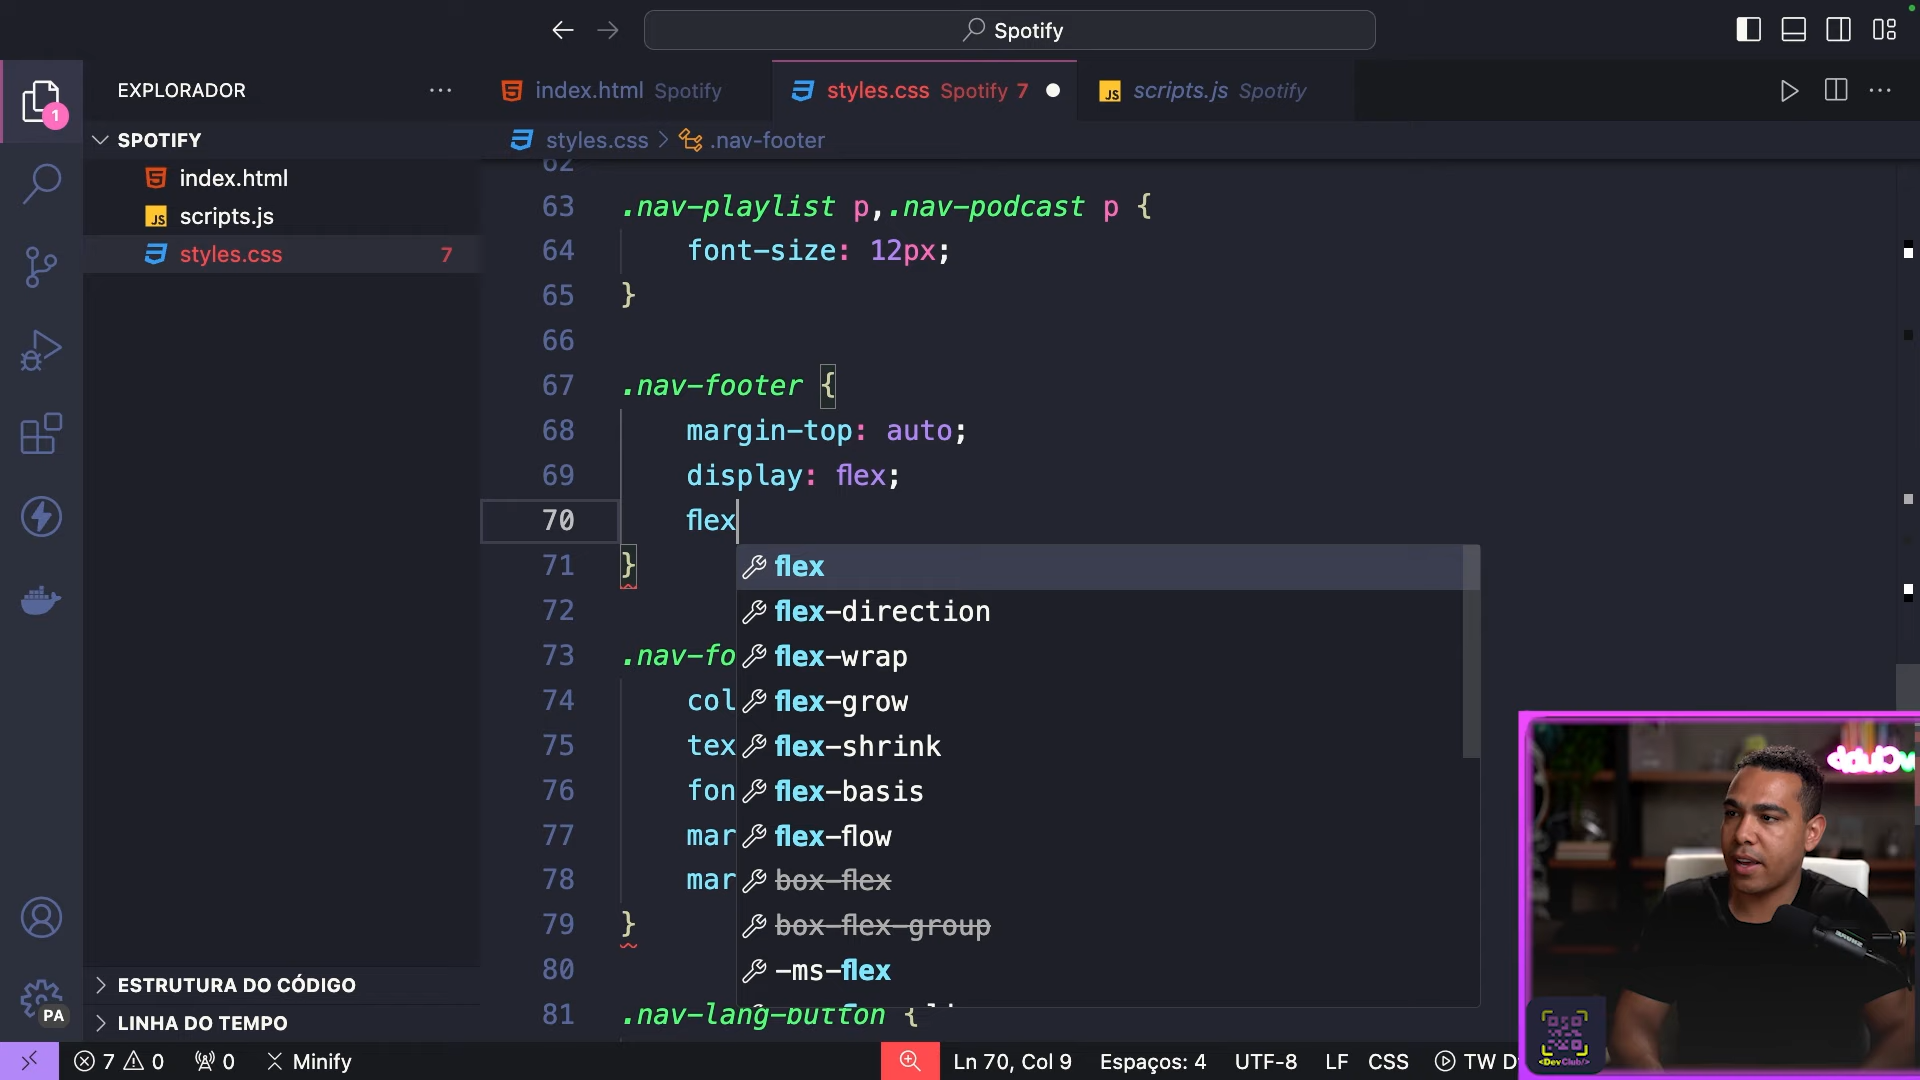 Spotify
EXPLORADOR
index.html Spotify
styles.css Spotify 7
scripts.js Spotify
1
SPOTIFY
styles.css > .nav-footer
index.html
scripts.js
styles.css 7
62
63 .nav-playlist p,.nav-podcast p {
64 font-size: 12px;
65 }
66
67 .nav-footer {
68 margin-top: auto;
69 display: flex;
70 flex
71 }
flex
72
flex-direction
73 .nav-fo
flex-wrap
74 col
flex-grow
75 tex
flex-shrink
76 fon
flex-basis
77 mar
flex-flow
78 mar
box-flex
79 }
box-flex-group
80
-ms-flex
81 .nav-lang-button {
ESTRUTURA DO CÓDIGO
LINHA DO TEMPO
PA
<DevClub/>
7 0 0 Minify
Ln 70, Col 9 Espaços: 4 UTF-8 LF CSS TW